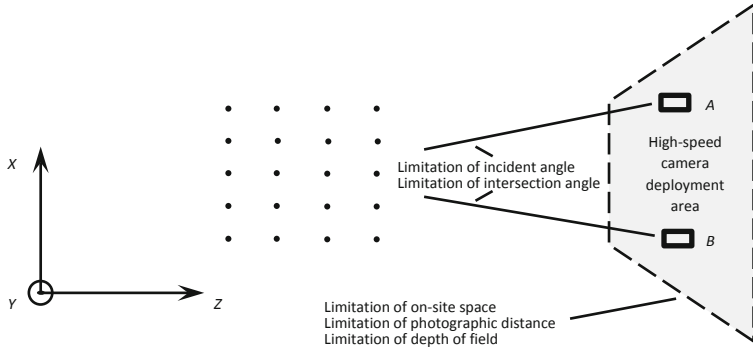 A
High-speed
camera
deployment
area
X
Limitation of incident angle
Limitation of intersection angle
B
Y
Z
Limitation of on-site space
Limitation of photographic distance
Limitation of depth of field